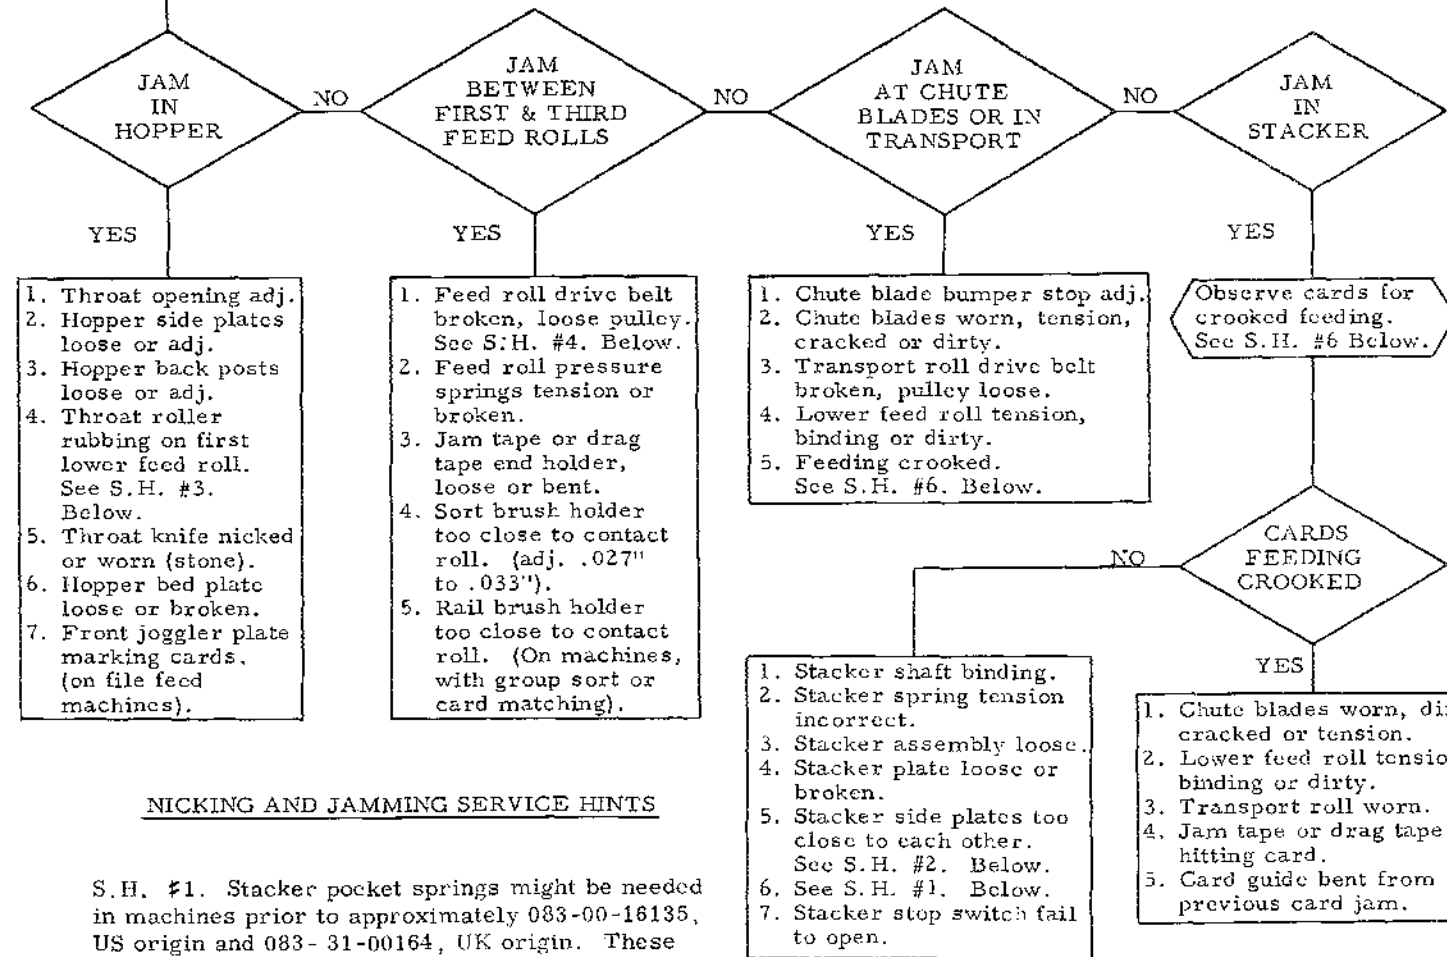 JAM
IN
HOPPER
NO
JAM
BETWEEN
FIRST & THIRD
FEED ROLLS
NO
JAM
AT CHUTE
BLADES OR IN
TRANSPORT
NO
JAM
IN
STACKER
YES
YES
YES
YES
1. Throat opening adj.
2. Hopper side plates
loose or adj.
3. Hopper back posts
loose or adj.
4. Throat roller
rubbing on first
lower feed roll.
See S.H. #3.
Below.
5. Throat knife nicked
or worn (stone).
6. Hopper bed plate
loose or broken.
7. Front joggler plate
marking cards.
(on file feed
machines).
1. Feed roll drive belt
broken, loose pulley.
See S.H. #4. Below.
2. Feed roll pressure
springs tension or
broken.
3. Jam tape or drag
tape end holder,
loose or bent.
4. Sort brush holder
too close to contact
roll. (adj. .027"
to .033").
5. Rail brush holder
too close to contact
roll. (On machines,
with group sort or
card matching).
1. Chute blade bumper stop adj.
2. Chute blades worn, tension,
cracked or dirty.
3. Transport roll drive belt
broken, pulley loose.
4. Lower feed roll tension,
binding or dirty.
5. Feeding crooked.
See S.H. #6. Below.
Observe cards for
crooked feeding.
See S.H. #6 Below.
CARDS
FEEDING
CROOKED
NO
YES
1. Stacker shaft binding.
2. Stacker spring tension
incorrect.
3. Stacker assembly loose.
4. Stacker plate loose or
broken.
5. Stacker side plates too
close to each other.
See S.H. #2. Below.
6. See S.H. #1. Below.
7. Stacker stop switch fail
to open.
1. Chute blades worn,
cracked or tension.
2. Lower feed roll
binding or dirty.
3. Transport roll worn.
4. Jam tape or drag tape
hitting card.
5. Card guide bent from
previous card jam.
NICKING AND JAMMING SERVICE HINTS
S.H. #1. Stacker pocket springs might be needed
in machines prior to approximately 083-00-16135,
US origin and 083- 31-00164, UK origin. These